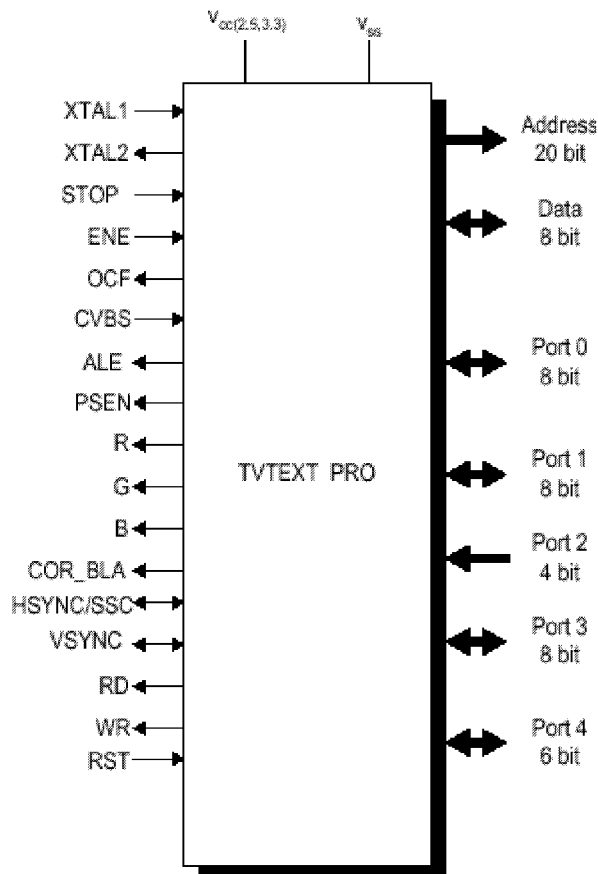 Vcc(2.5,3.3)
Vss
XTAL1
XTAL2
STOP
ENE
OCF
CVBS
ALE
PSEN
R
G
B
COR_BLA
HSYNC/SSC
VSYNC
RD
WR
RST
TVTEXT PRO
Address
20 bit
Data
8 bit
Port 0
8 bit
Port 1
8 bit
Port 2
4 bit
Port 3
8 bit
Port 4
6 bit